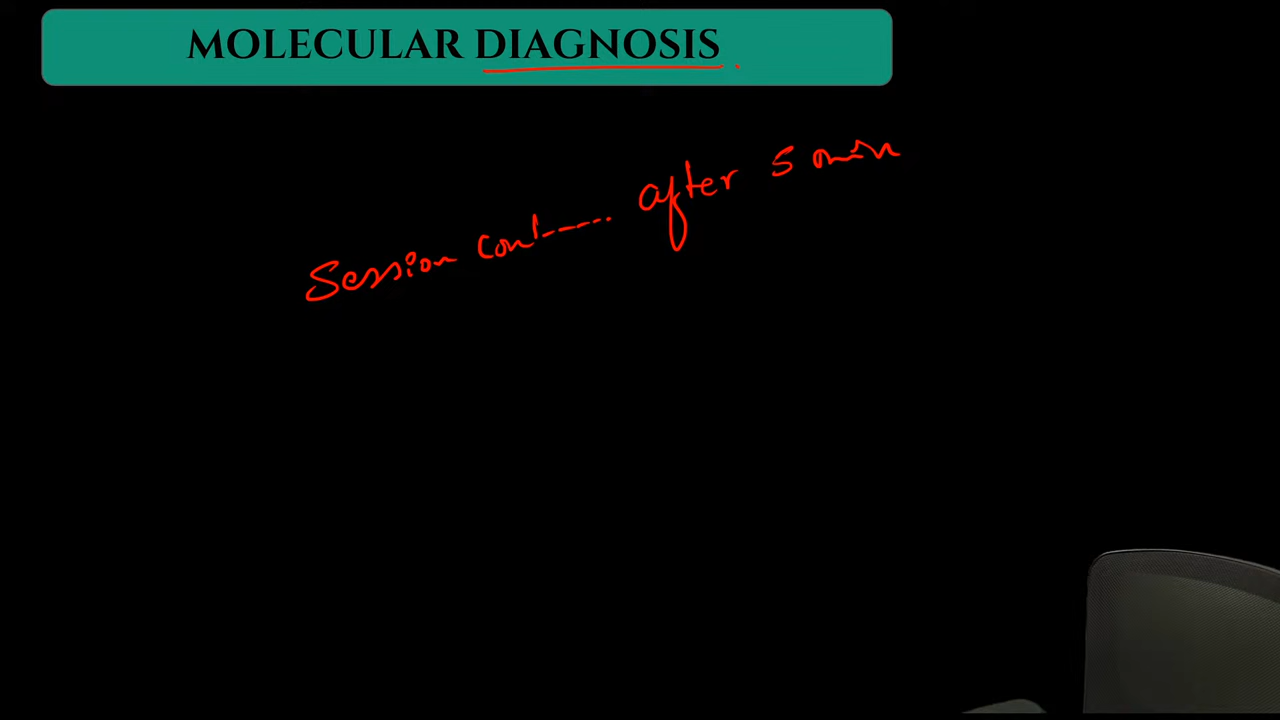 MOLECULAR DIAGNOSIS
Session cont------ after 5 min